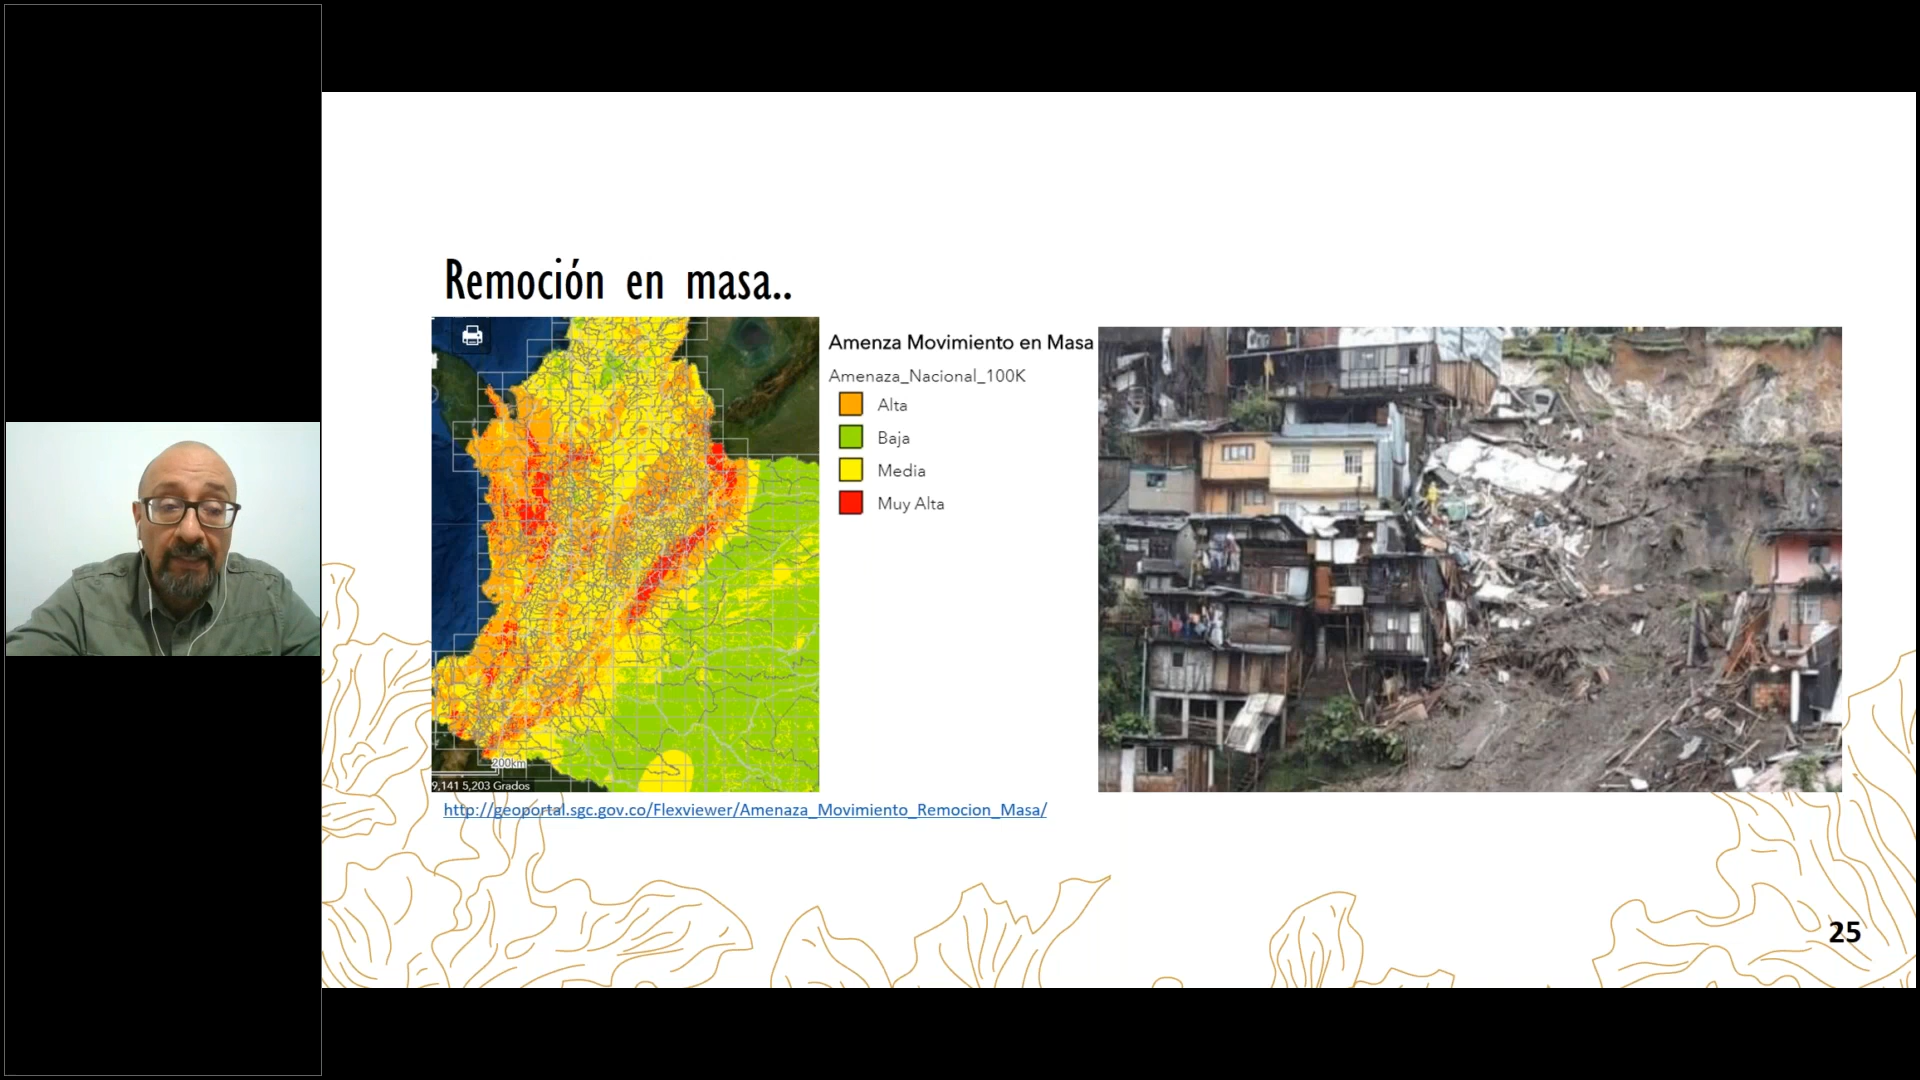 Remoción en masa..
Amenza Movimiento en Masa
Amenaza_Nacional_100K
Alta
Baja
Media
Muy Alta
200km
9,141 5,203 Grados
http://geoportal.sgc.gov.co/Flexviewer/Amenaza_Movimiento_Remocion_Masa/
25